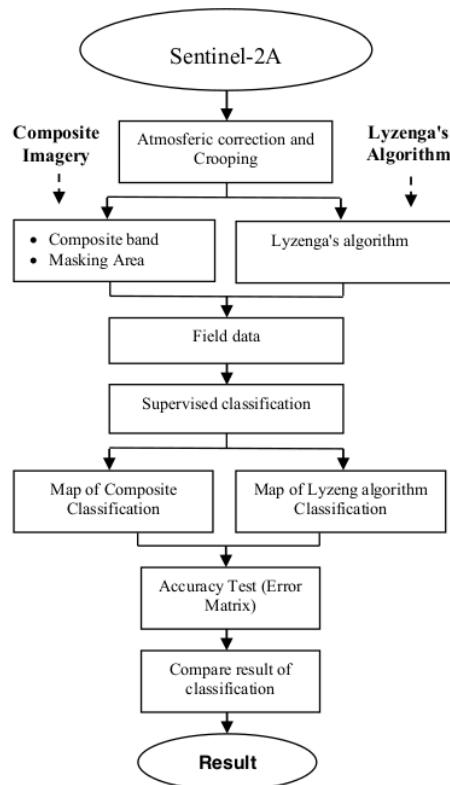 Sentinel-2A
Composite
Imagery
Lyzenga's
Algorithm
Atmosferic correction and
Crooping
• Composite band
• Masking Area
Lyzenga's algorithm
Field data
Supervised classification
Map of Composite
Classification
Map of Lyzeng algorithm
Classification
Accuracy Test (Error
Matrix)
Compare result of
classification
Result